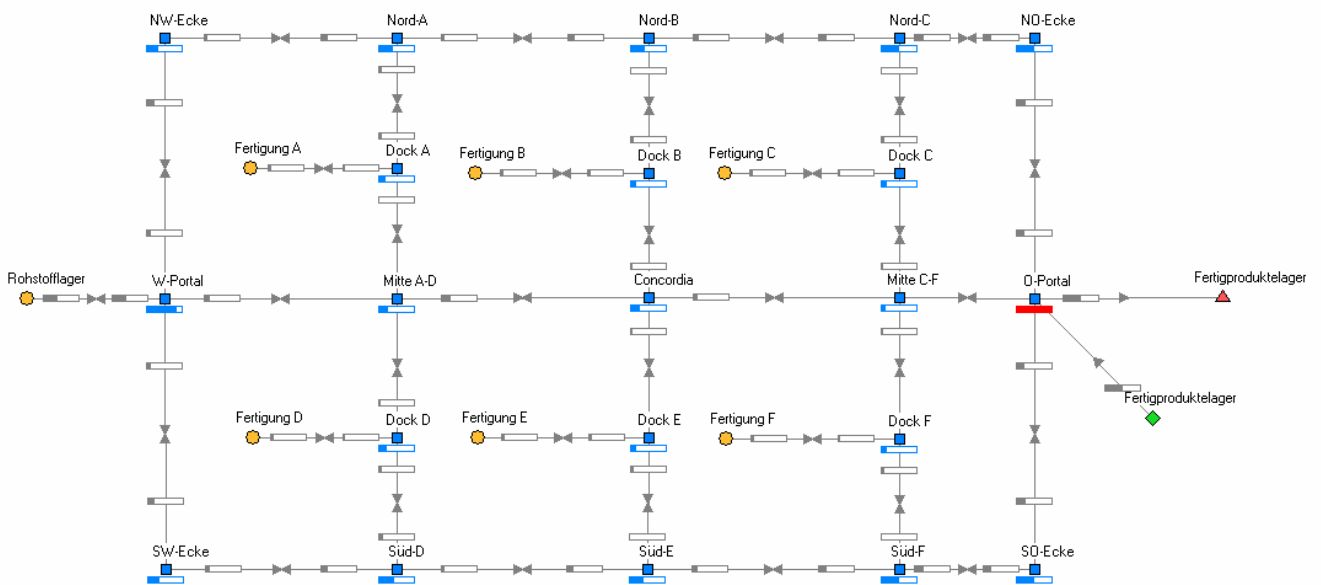 NW-Ecke
Nord-A
Nord-B
Nord-C
NO-Ecke
Fertigung A
Dock A
Fertigung B
Dock B
Fertigung C
Dock C
Rohstofflager
W-Portal
Mitte A-D
Concordia
Mitte C-F
O-Portal
Fertigproduktelager
Fertigproduktelager
Fertigung D
Dock D
Fertigung E
Dock E
Fertigung F
Dock F
SW-Ecke
Süd-D
Süd-E
Süd-F
SO-Ecke